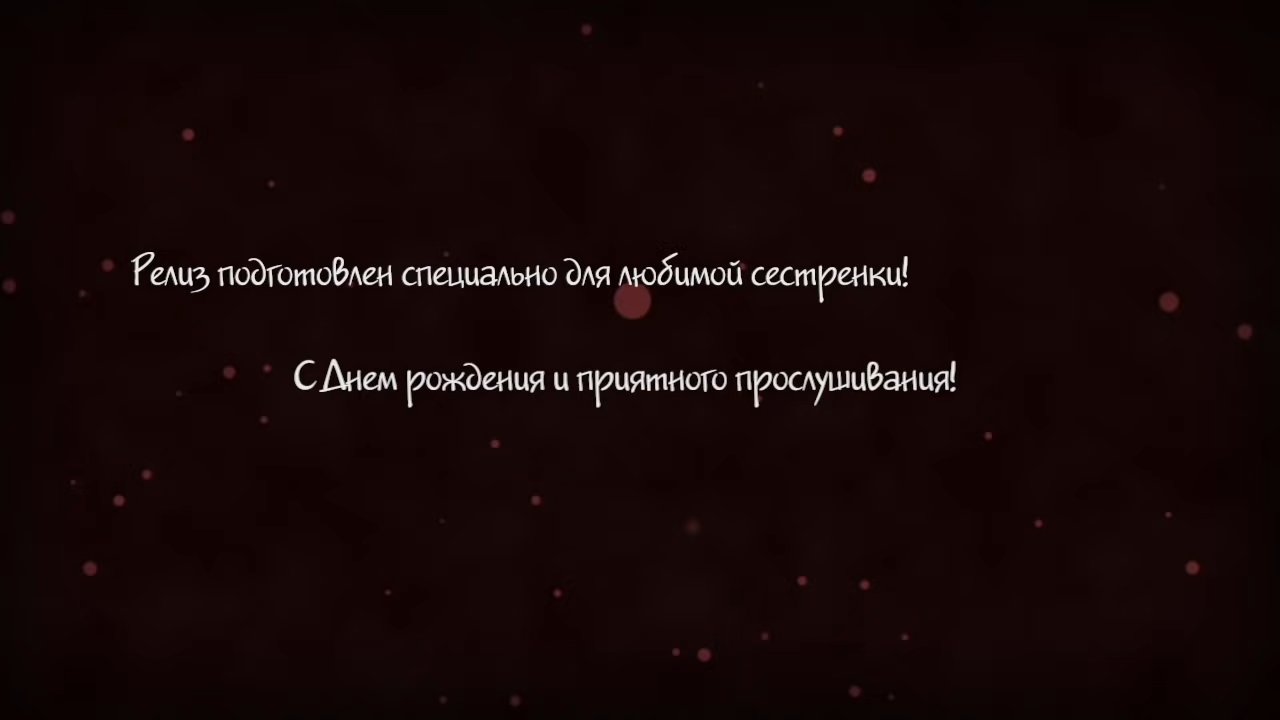 Релиз подготовлен специально для любимой сестренки!
С Днем рождения и приятного прослушивания!